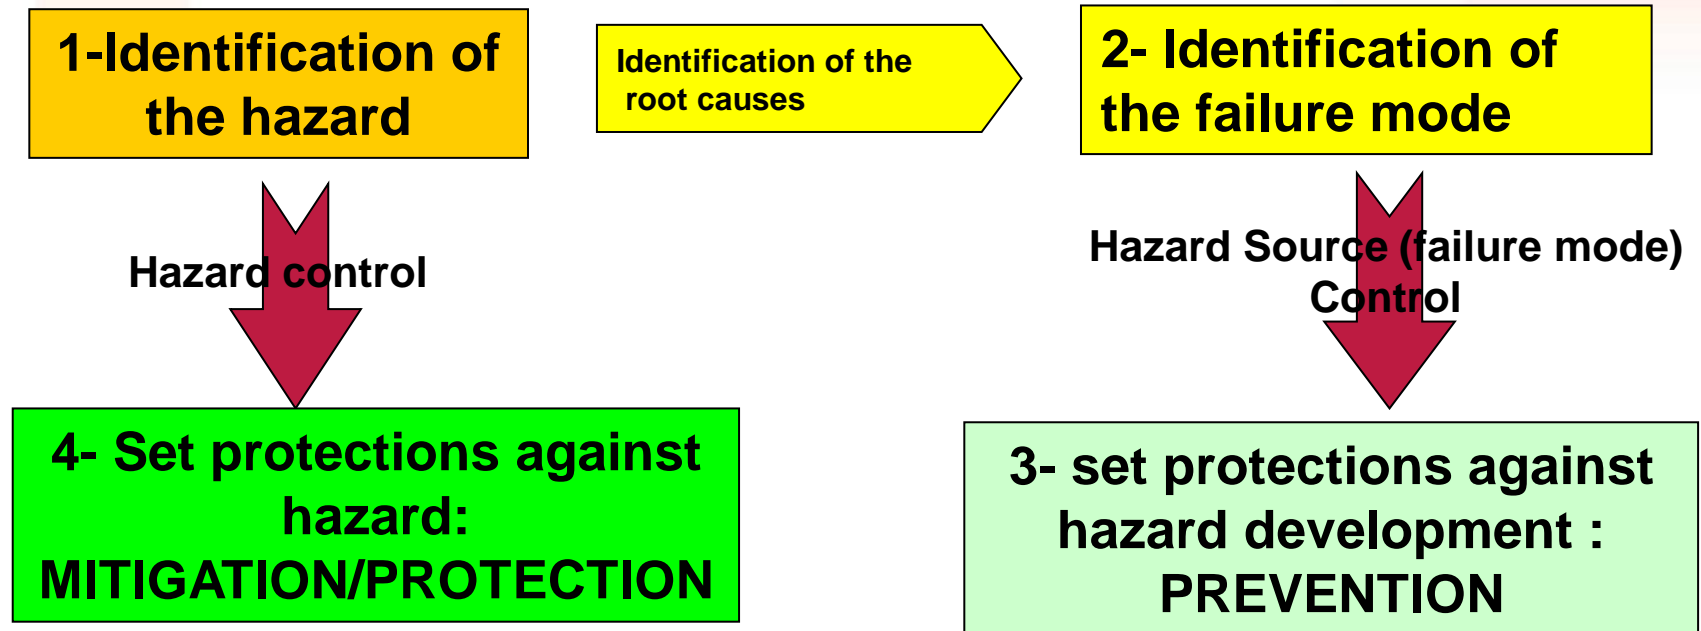 1-Identification of
the hazard
Identification of the
root causes
2- Identification of
the failure mode
Hazard control
Hazard Source (failure mode)
Control
4- Set protections against
hazard:
MITIGATION/PROTECTION
3- set protections against
hazard development :
PREVENTION